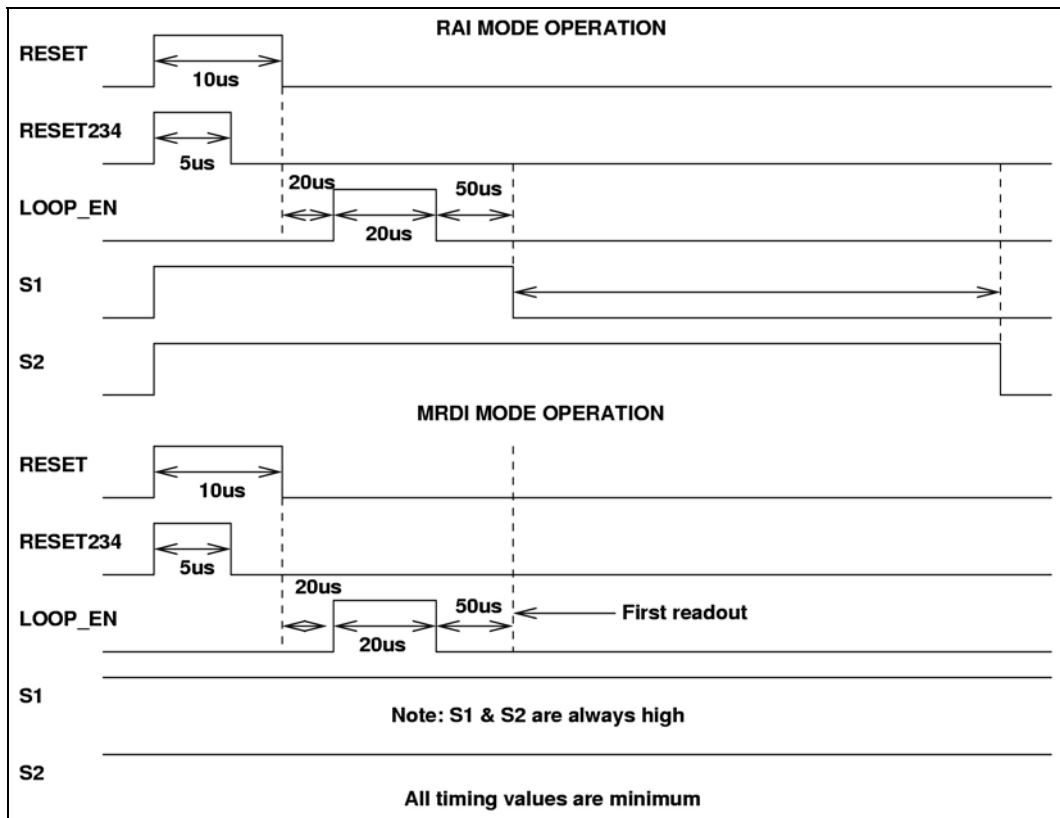 RAI MODE OPERATION
RESET
10us
RESET234
5us
20us
50us
LOOP_EN
20us
S1
S2
MRDI MODE OPERATION
RESET
10us
RESET234
5us
20us
50us
LOOP_EN
First readout
20us
S1
Note: S1 & S2 are always high
S2
All timing values are minimum